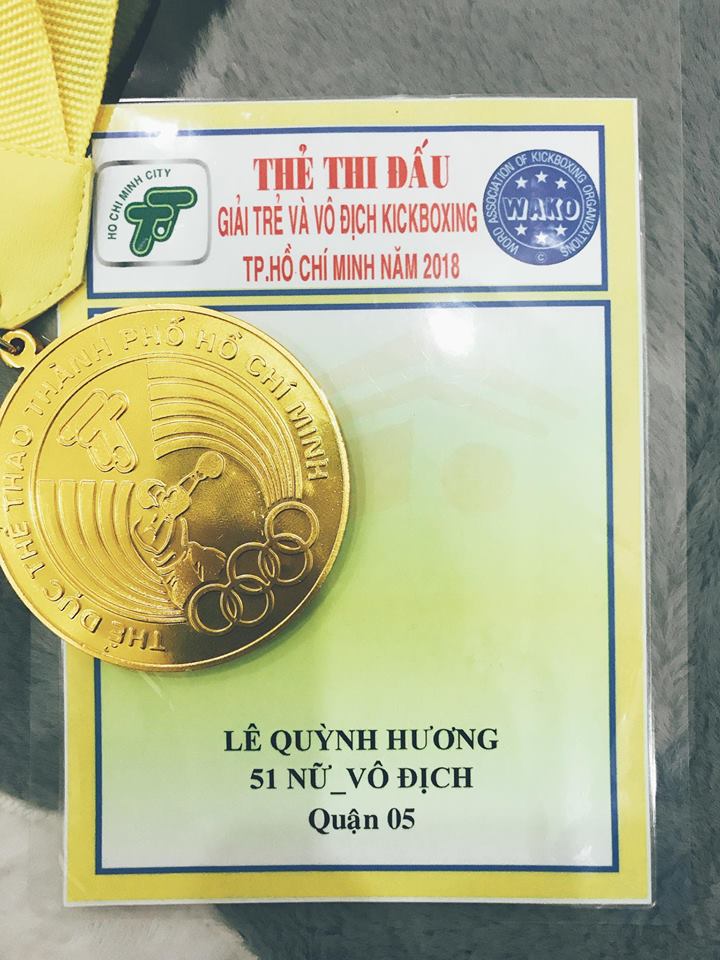 HO CHI MINH CITY
THẺ THI ĐẤU
GIẢI TRẺ VÀ VÔ ĐỊCH KICKBOXING
TP.HỒ CHÍ MINH NĂM 2018
WORD ASSOCIATION OF KICKBOXING ORGANIZATIONS
WAKO
C
THỂ DỤC THỂ THAO THÀNH PHỐ HỒ CHÍ MINH
LÊ QUỲNH HƯƠNG
51 NỮ_VÔ ĐỊCH
Quận 05